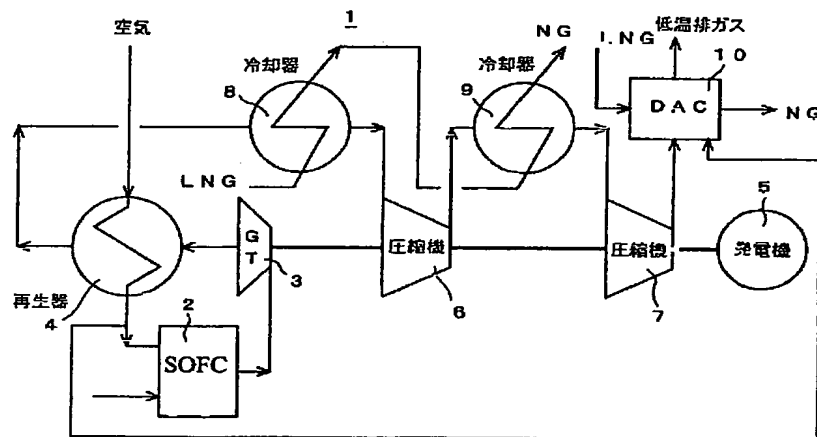 1
空気
冷却器
8
LNG
NG
冷却器
9
LNG
低温排ガス
10
DAC
NG
GT
3
圧縮機
6
圧縮機
7
5
発電機
再生器
4
2
SOFC